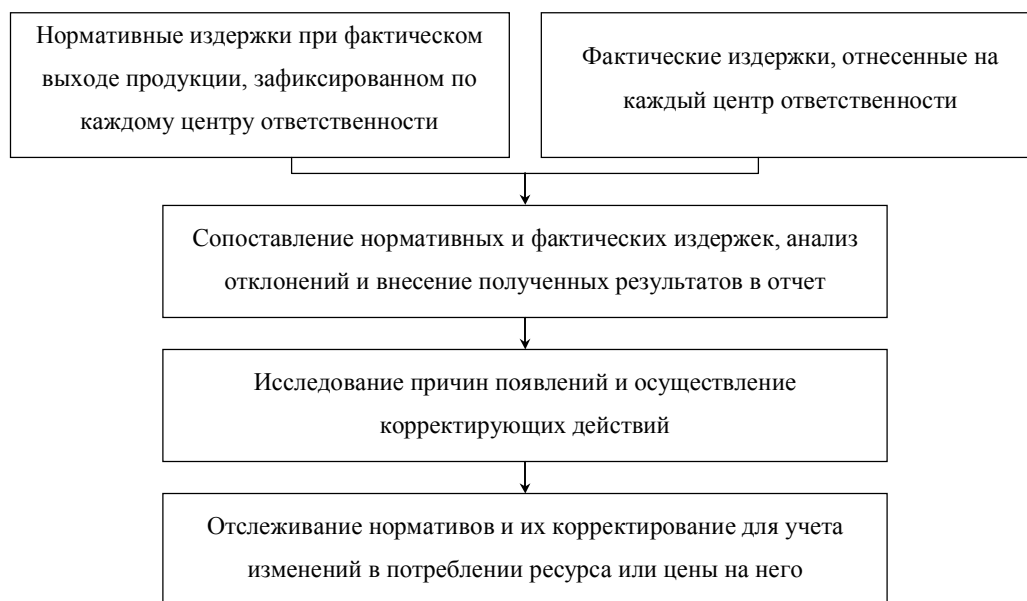 Нормативные издержки при фактическом
выходе продукции, зафиксированном по
каждому центру ответственности
Фактические издержки, отнесенные на
каждый центр ответственности
Сопоставление нормативных и фактических издержек, анализ
отклонений и внесение полученных результатов в отчет
Исследование причин появлений и осуществление
корректирующих действий
Отслеживание нормативов и их корректирование для учета
изменений в потреблении ресурса или цены на него